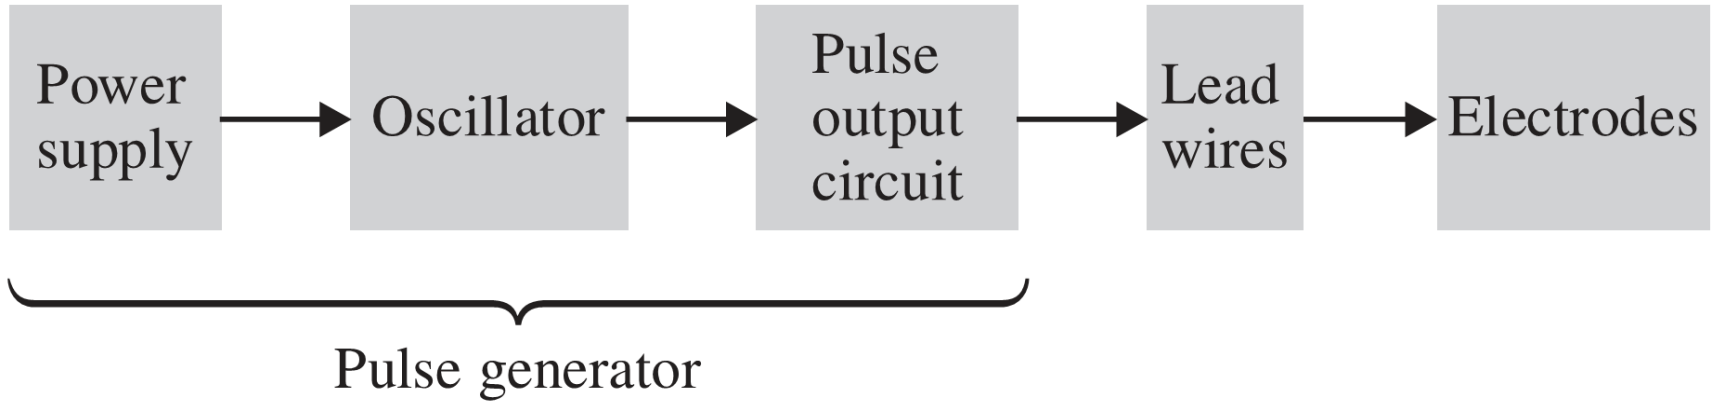 Power
supply
Oscillator
Pulse
output
circuit
Lead
wires
Electrodes
Pulse generator